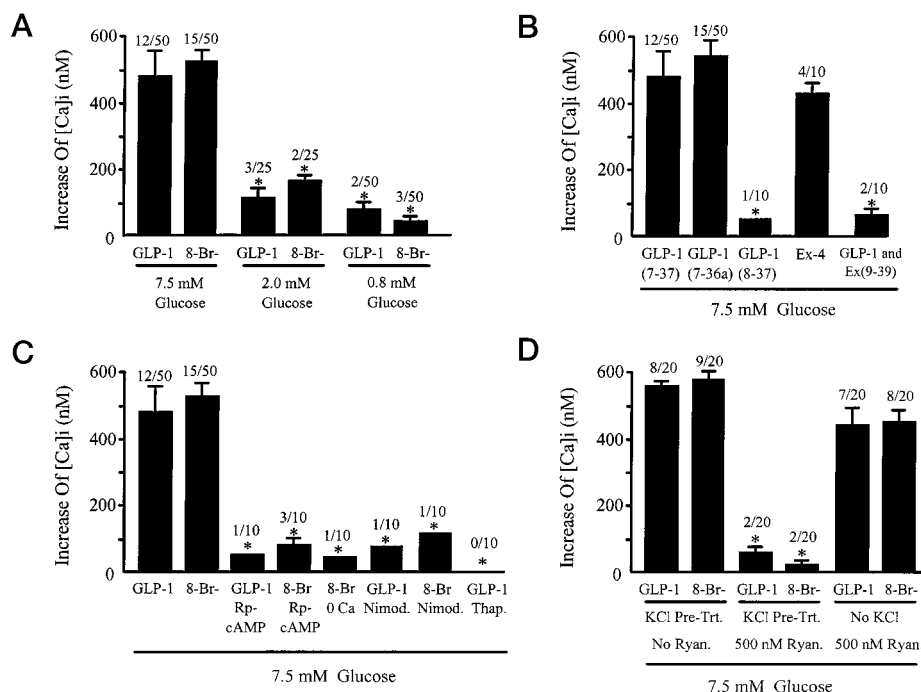 A
Increase Of [Ca]i (nM)
600
400
200
0
12/50
15/50
3/25
2/25
*
*
2/50
3/50
*
*
GLP-1 8-Br- GLP-1 8-Br- GLP-1 8-Br-
7.5 mM Glucose
2.0 mM Glucose
0.8 mM Glucose
B
Increase Of [Ca]i (nM)
600
400
200
0
12/50
15/50
1/10
*
4/10
2/10
*
GLP-1 (7-37)
GLP-1 (7-36a)
GLP-1 (8-37)
Ex-4
GLP-1 and Ex(9-39)
7.5 mM Glucose
C
Increase Of [Ca]i (nM)
600
400
200
0
12/50
15/50
1/10
*
3/10
*
1/10
*
1/10
*
1/10
*
0/10
*
GLP-1
8-Br-
GLP-1 Rp-cAMP
8-Br Rp-cAMP
8-Br 0 Ca
GLP-1 Nimod.
8-Br Nimod.
GLP-1 Thap.
7.5 mM Glucose
D
Increase Of [Ca]i (nM)
600
400
200
0
8/20
9/20
2/20
*
2/20
*
7/20
8/20
GLP-1 8-Br- GLP-1 8-Br- GLP-1 8-Br-
KCl Pre-Trt. No Ryan.
KCl Pre-Trt. 500 nM Ryan.
No KCl 500 nM Ryan
7.5 mM Glucose